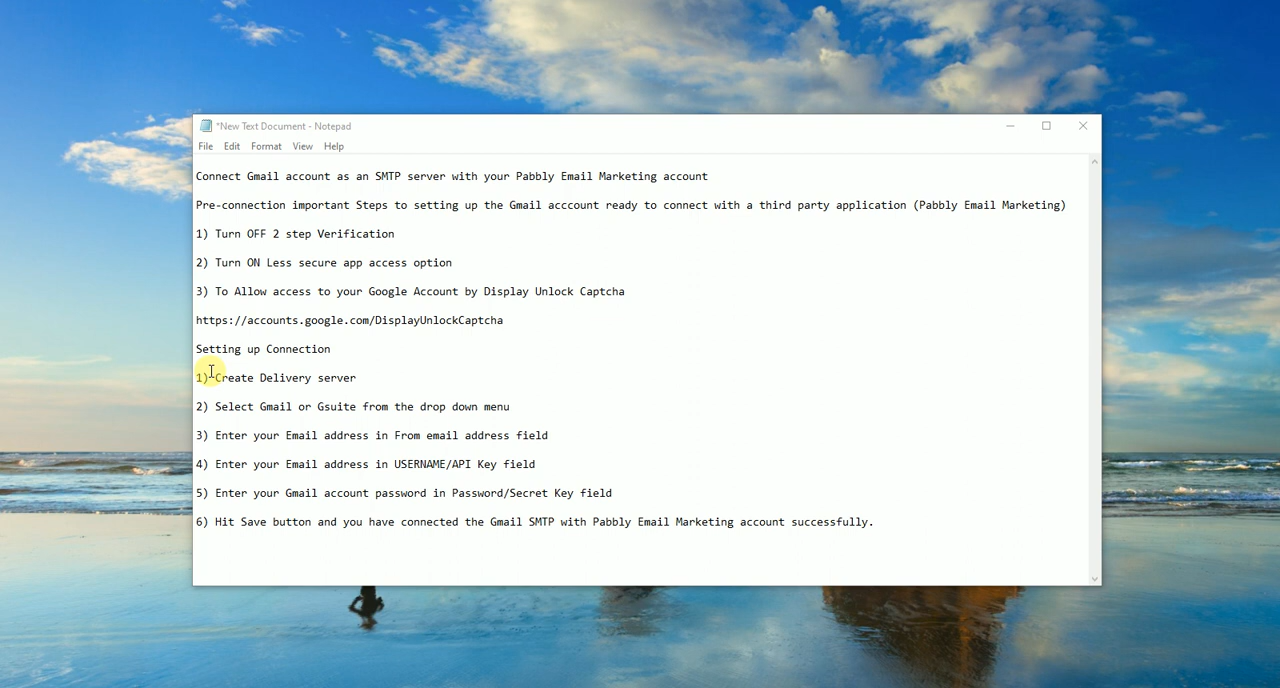 *New Text Document - Notepad
File Edit Format View Help
Connect Gmail account as an SMTP server with your Pabbly Email Marketing account
Pre-connection important Steps to setting up the Gmail acccount ready to connect with a third party application (Pabbly Email Marketing)
1) Turn OFF 2 step Verification
2) Turn ON Less secure app access option
3) To Allow access to your Google Account by Display Unlock Captcha
https://accounts.google.com/DisplayUnlockCaptcha
Setting up Connection
1) Create Delivery server
2) Select Gmail or Gsuite from the drop down menu
3) Enter your Email address in From email address field
4) Enter your Email address in USERNAME/API Key field
5) Enter your Gmail account password in Password/Secret Key field
6) Hit Save button and you have connected the Gmail SMTP with Pabbly Email Marketing account successfully.